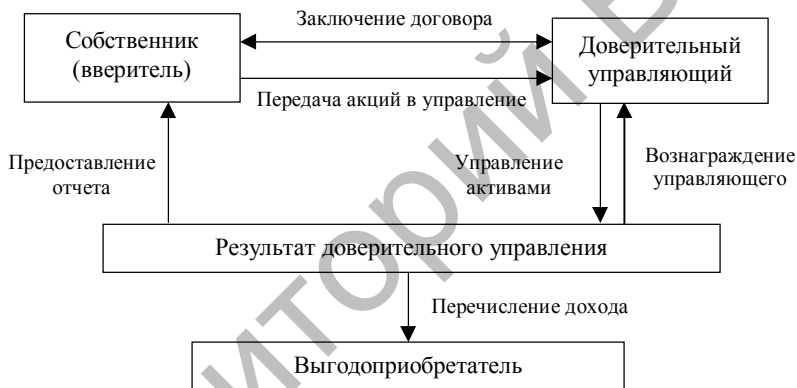 Заключение договора
Собственник
(вверитель)
Доверительный
управляющий
Передача акций в управление
Предоставление
отчета
Управление
активами
Вознаграждение
управляющего
Результат доверительного управления
Перечисление дохода
Выгодоприобретатель